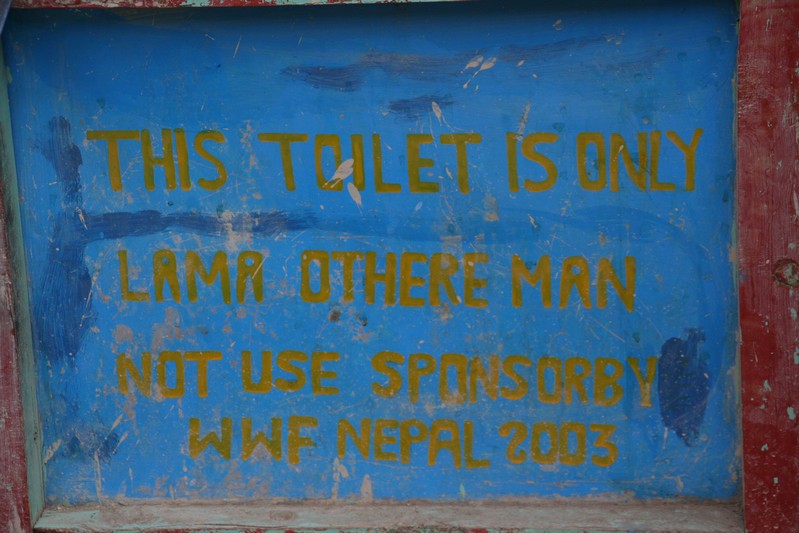 THIS TOILET IS ONLY
LAMA OTHERE MAN
NOT USE SPONSORBY
WWF NEPAL 2003